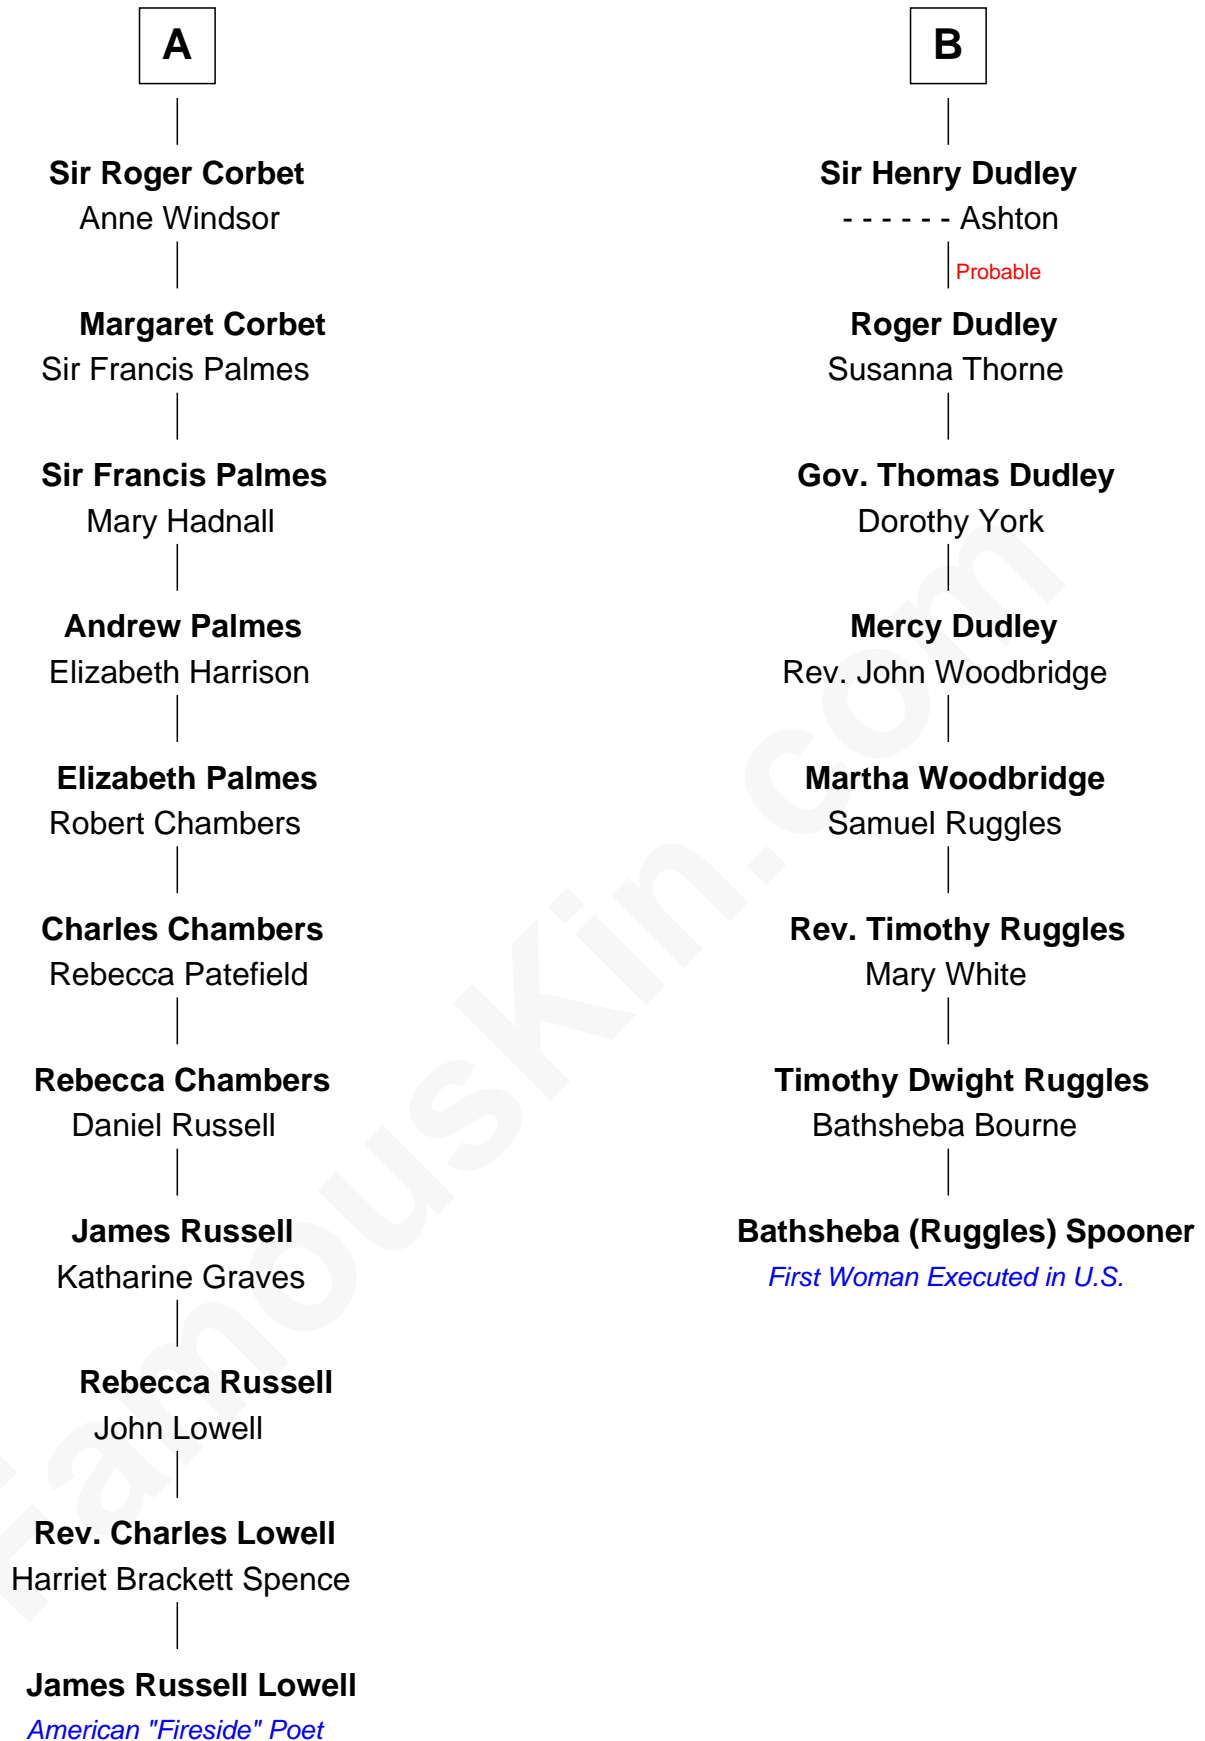 A
Sir Roger Corbet
Anne Windsor
Margaret Corbet
Sir Francis Palmes
Sir Francis Palmes
Mary Hadnall
Andrew Palmes
Elizabeth Harrison
Elizabeth Palmes
Robert Chambers
Charles Chambers
Rebecca Patefield
Rebecca Chambers
Daniel Russell
James Russell
Katharine Graves
Rebecca Russell
John Lowell
Rev. Charles Lowell
Harriet Brackett Spence
James Russell Lowell
American "Fireside" Poet
B
Sir Henry Dudley
- - - - - - Ashton
Probable
Roger Dudley
Susanna Thorne
Gov. Thomas Dudley
Dorothy York
Mercy Dudley
Rev. John Woodbridge
Martha Woodbridge
Samuel Ruggles
Rev. Timothy Ruggles
Mary White
Timothy Dwight Ruggles
Bathsheba Bourne
Bathsheba (Ruggles) Spooner
First Woman Executed in U.S.
FamousKin.com